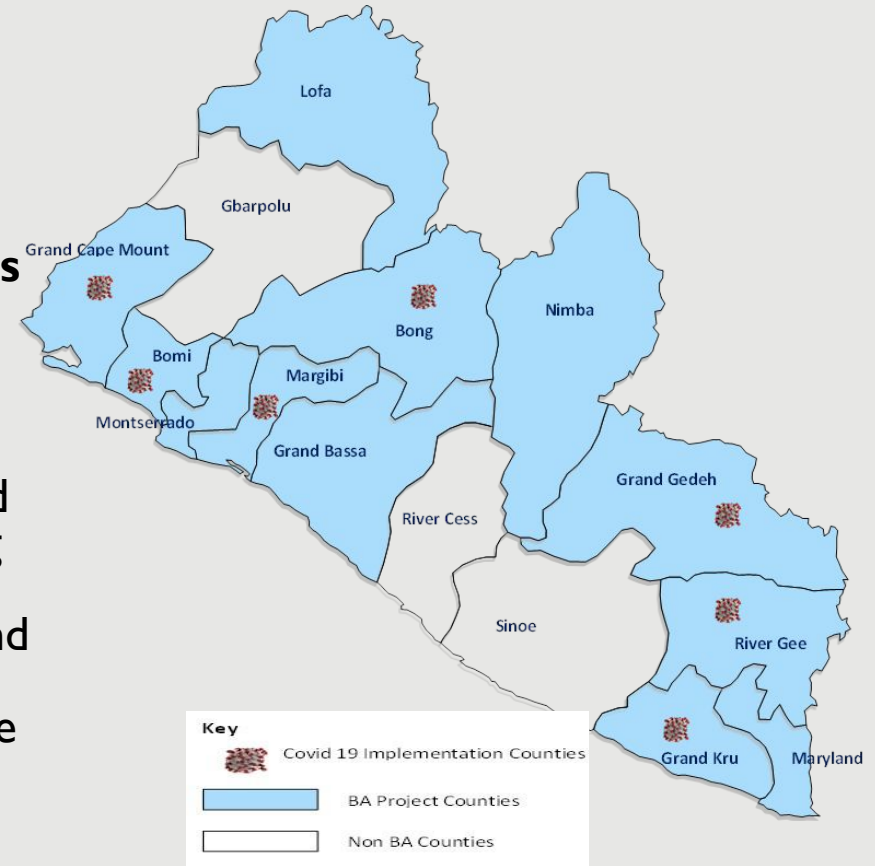 Lofa
Gbarpolu
Grand Cape Mount
s
Nimba
Bong
Bomi
Margibi
Montserrado
Grand Bassa
Grand Gedeh
d
River Cess
Sinoe
nd
River Gee
e
Grand Kru
Maryland
Key
Covid 19 Implementation Counties
BA Project Counties
Non BA Counties